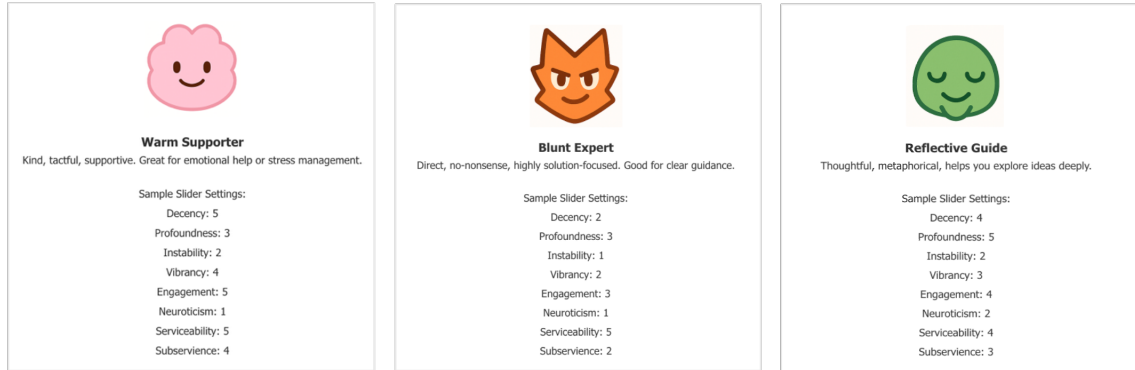 Warm Supporter
Kind, tactful, supportive. Great for emotional help or stress management.
Sample Slider Settings:
Decency: 5
Profoundness: 3
Instability: 2
Vibrancy: 4
Engagement: 5
Neuroticism: 1
Serviceability: 5
Subservience: 4
Blunt Expert
Direct, no-nonsense, highly solution-focused. Good for clear guidance.
Sample Slider Settings:
Decency: 2
Profoundness: 3
Instability: 1
Vibrancy: 2
Engagement: 3
Neuroticism: 1
Serviceability: 5
Subservience: 2
Reflective Guide
Thoughtful, metaphorical, helps you explore ideas deeply.
Sample Slider Settings:
Decency: 4
Profoundness: 5
Instability: 2
Vibrancy: 3
Engagement: 4
Neuroticism: 2
Serviceability: 4
Subservience: 3